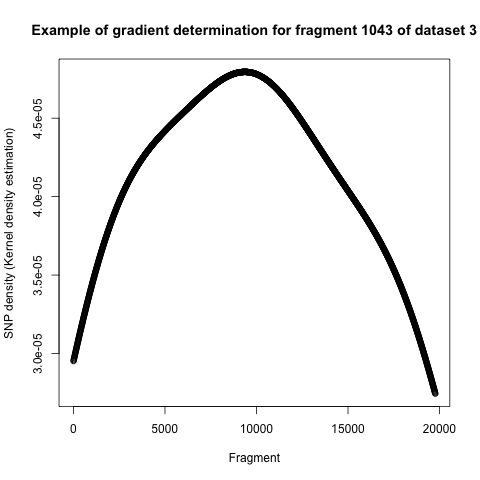 Example of gradient determination for fragment 1043 of dataset 3
SNP density (Kernel density estimation)
4.5e-05
4.0e-05
3.5e-05
3.0e-05
0 5000 10000 15000 20000
Fragment